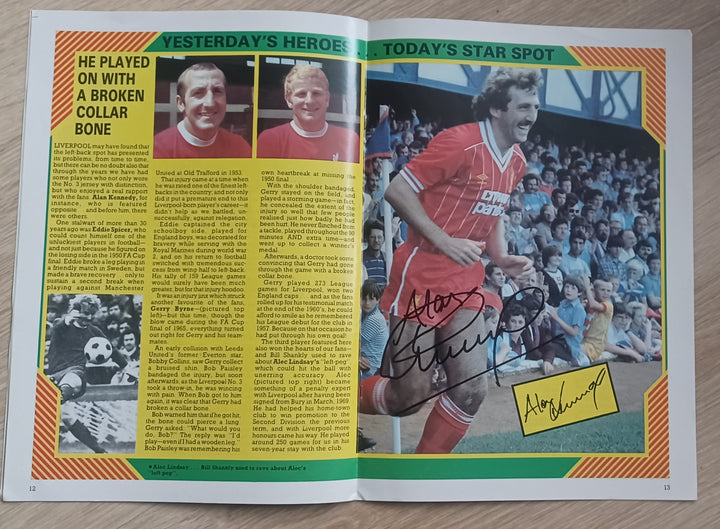 YESTERDAY'S HEROES . . . TODAY'S STAR SPOT
HE PLAYED
ON WITH
A BROKEN
COLLAR
BONE
LIVERPOOL may have found that
the left-back spot has presented
its problems, from time to time,
but there can be no doubt also that
through the years we have had
some players who not only wore
the No. 3 jersey with distinction,
but who enjoyed a real rapport
with the fans. Alan Kennedy, for
instance, who is featured
opposite . . . and before him, there
were others.
One stalwart of more than 30
years ago was Eddie Spicer, who
could count himself one of the
unluckiest players in football—
and not just because he figured on
the losing side in the 1950 FA Cup
final. Eddie broke a leg playing in
a friendly match in Sweden, but
made a brave recovery . . . only to
sustain a second break when
playing against Manchester
United at Old Trafford in 1953.
That injury came at a time when
he was raised one of the finest left-
backs in the country; and not only
did it put a premature end to this
Liverpool-born player's career—it
didn't help as we battled, un-
successfully, against relegation.
Eddie captained the city
schoolboy side, played for
England boys, was decorated for
bravery while serving with the
Royal Marines during world war
2, and on his return to football
switched with tremendous suc-
cess from wing-half to left-back.
His tally of 159 League games
would surely have been much
greater, but for that injury hoodoo.
It was an injury jinx which struck
another favourite of the fans,
Gerry Byrne—(pictured top
left)—but this time, though the
blow came during the FA Cup
final of 1965, everything turned
out right for Gerry and his team-
mates.
An early collision with Leeds
United's former Everton star,
Bobby Collins, saw Gerry collect
a bruised shin. Bob Paisley
bandaged the injury, but soon
afterwards, as the Liverpool No. 3
took a throw-in, he was wincing
with pain. When Bob got to him
again, it was clear that Gerry had
broken a collar bone.
Bob warned him that if he got hit,
the bone could pierce a lung.
Gerry asked: "What would you
do, Bob?" The reply was "I'd
play—even if I had a wooden leg."
Bob Paisley was remembering his
own heartbreak at missing the
1950 final
With the shoulder bandaged,
Gerry stayed on the field, and
played a storming game—in fact,
he concealed the extent of the
injury so well that few people
realised just how badly he had
been hurt. He never flinched from
a tackle, played throughout the 90
minutes AND extra time—and
went up to collect a winner's
medal.
Afterwards, a doctor took some
convincing that Gerry had gone
through the game with a broken
collar bone.
Gerry played 273 League
games for Liverpool, won two
England caps . . . and as the fans
rolled up for his testimonial match
at the end of the 1960's, he could
afford to smile as he remembered
his League debut for the club in
1957. Because on that occasion he
had put through his own goal!
The third player featured here
also won the hearts of our fans—
and Bill Shankly used to rave
about Alec Lindsay's "left peg"
which could hit the ball with
unerring accuracy. Alec
(pictured top right) became
something of a penalty expert
with Liverpool after having been
signed from Bury in March, 1969.
He had helped his home-town
club to win promotion to the
Second Division the previous
term, and with Liverpool more
honours came his way. He played
around 250 games for us in his
seven-year stay with the club.
Alec Lindsay . . . Bill Shankly used to rave about Alec's
"left peg".
12
Crown
Paints
Alan
Kennedy
Alan Kennedy
13